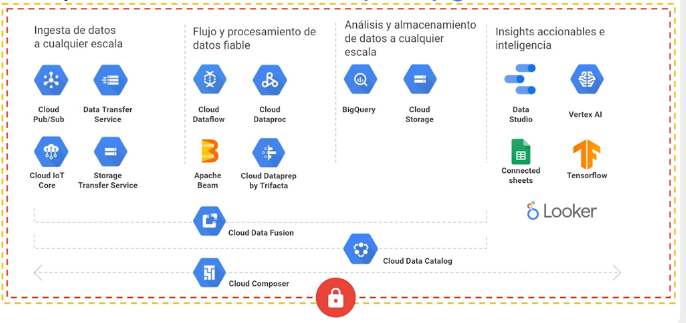 Ingesta de datos
a cualquier escala
Flujo y procesamiento de
datos fiable
Análisis y almacenamiento
de datos a cualquier
escala
Insights accionables e
inteligencia
Cloud
Pub/Sub
Data Transfer
Service
Cloud
Dataflow
Cloud
Dataproc
BigQuery
Cloud
Storage
Data
Studio
Vertex AI
Cloud IoT
Core
Storage
Transfer Service
Apache
Beam
Cloud Dataprep
by Trifacta
Connected
sheets
Tensorflow
Looker
Cloud Data Fusion
Cloud Data Catalog
Cloud Composer